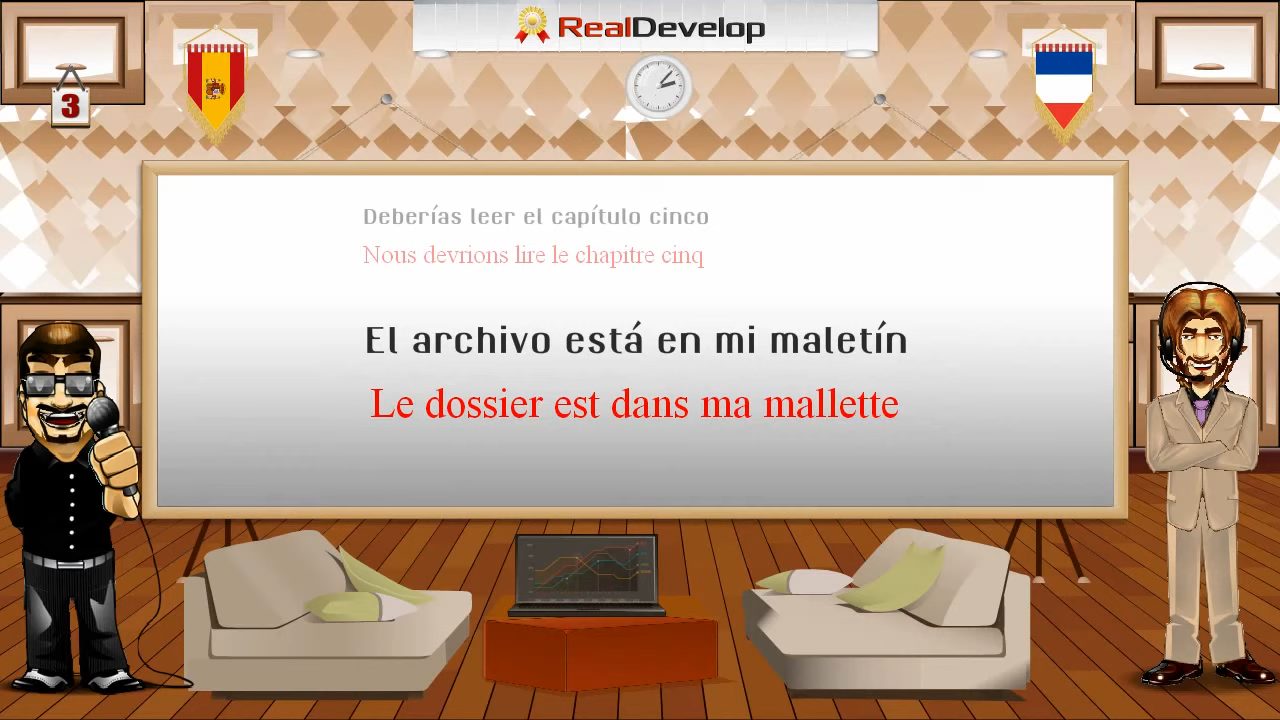 RealDevelop
3
Deberías leer el capítulo cinco
Nous devrions lire le chapitre cinq
El archivo está en mi maletín
Le dossier est dans ma mallette